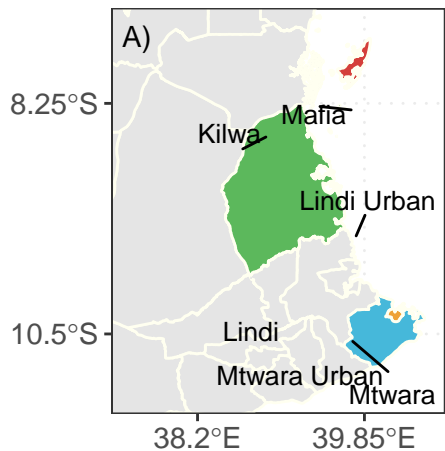 A)
8.25°S
Mafia
Kilwa
Lindi Urban
Lindi
10.5°S
Mtwara Urban
Mtwara
38.2°E
39.85°E